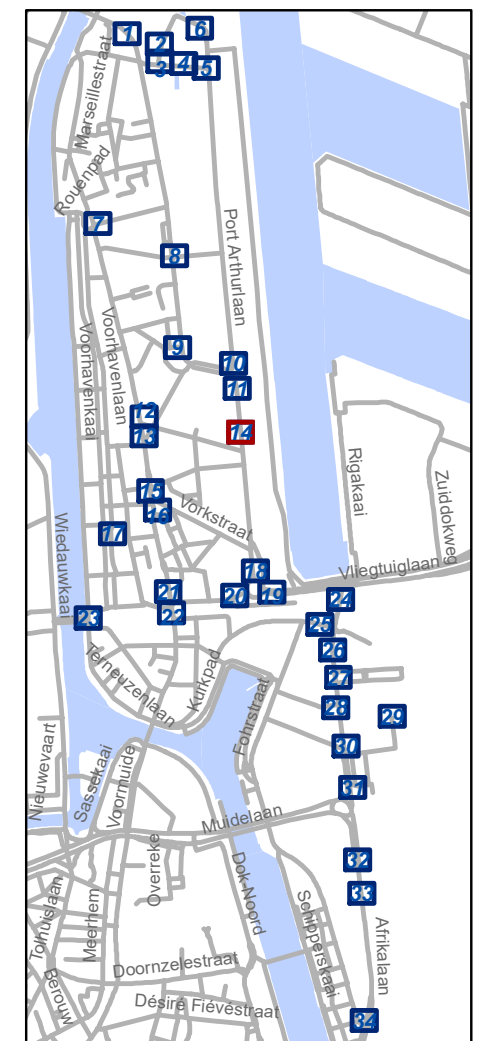 1
2
6
3
4
5
Marseillestraat
Rouenpad
7
Port Arthurlaan
8
Voorhavenlaan
Voorhavenkaai
9
10
11
12
13
14
Rigakaai
Zuiddokweg
15
16
Vorkstraat
17
Wiedauwkaai
Vliegtuiglaan
18
19
20
21
22
23
24
25
26
27
28
29
30
31
Terneuzenlaan
Kurkpad
Fohrstraat
Nieuwevaart
Sassekaai
Voormuide
Muidelaan
Overreke
Dok-Noord
32
33
Tolhuislaan
Meerhem
Schipperskaai
Afrikalaan
Doornzelestraat
Berouw
Désiré Fiévéstraat
34